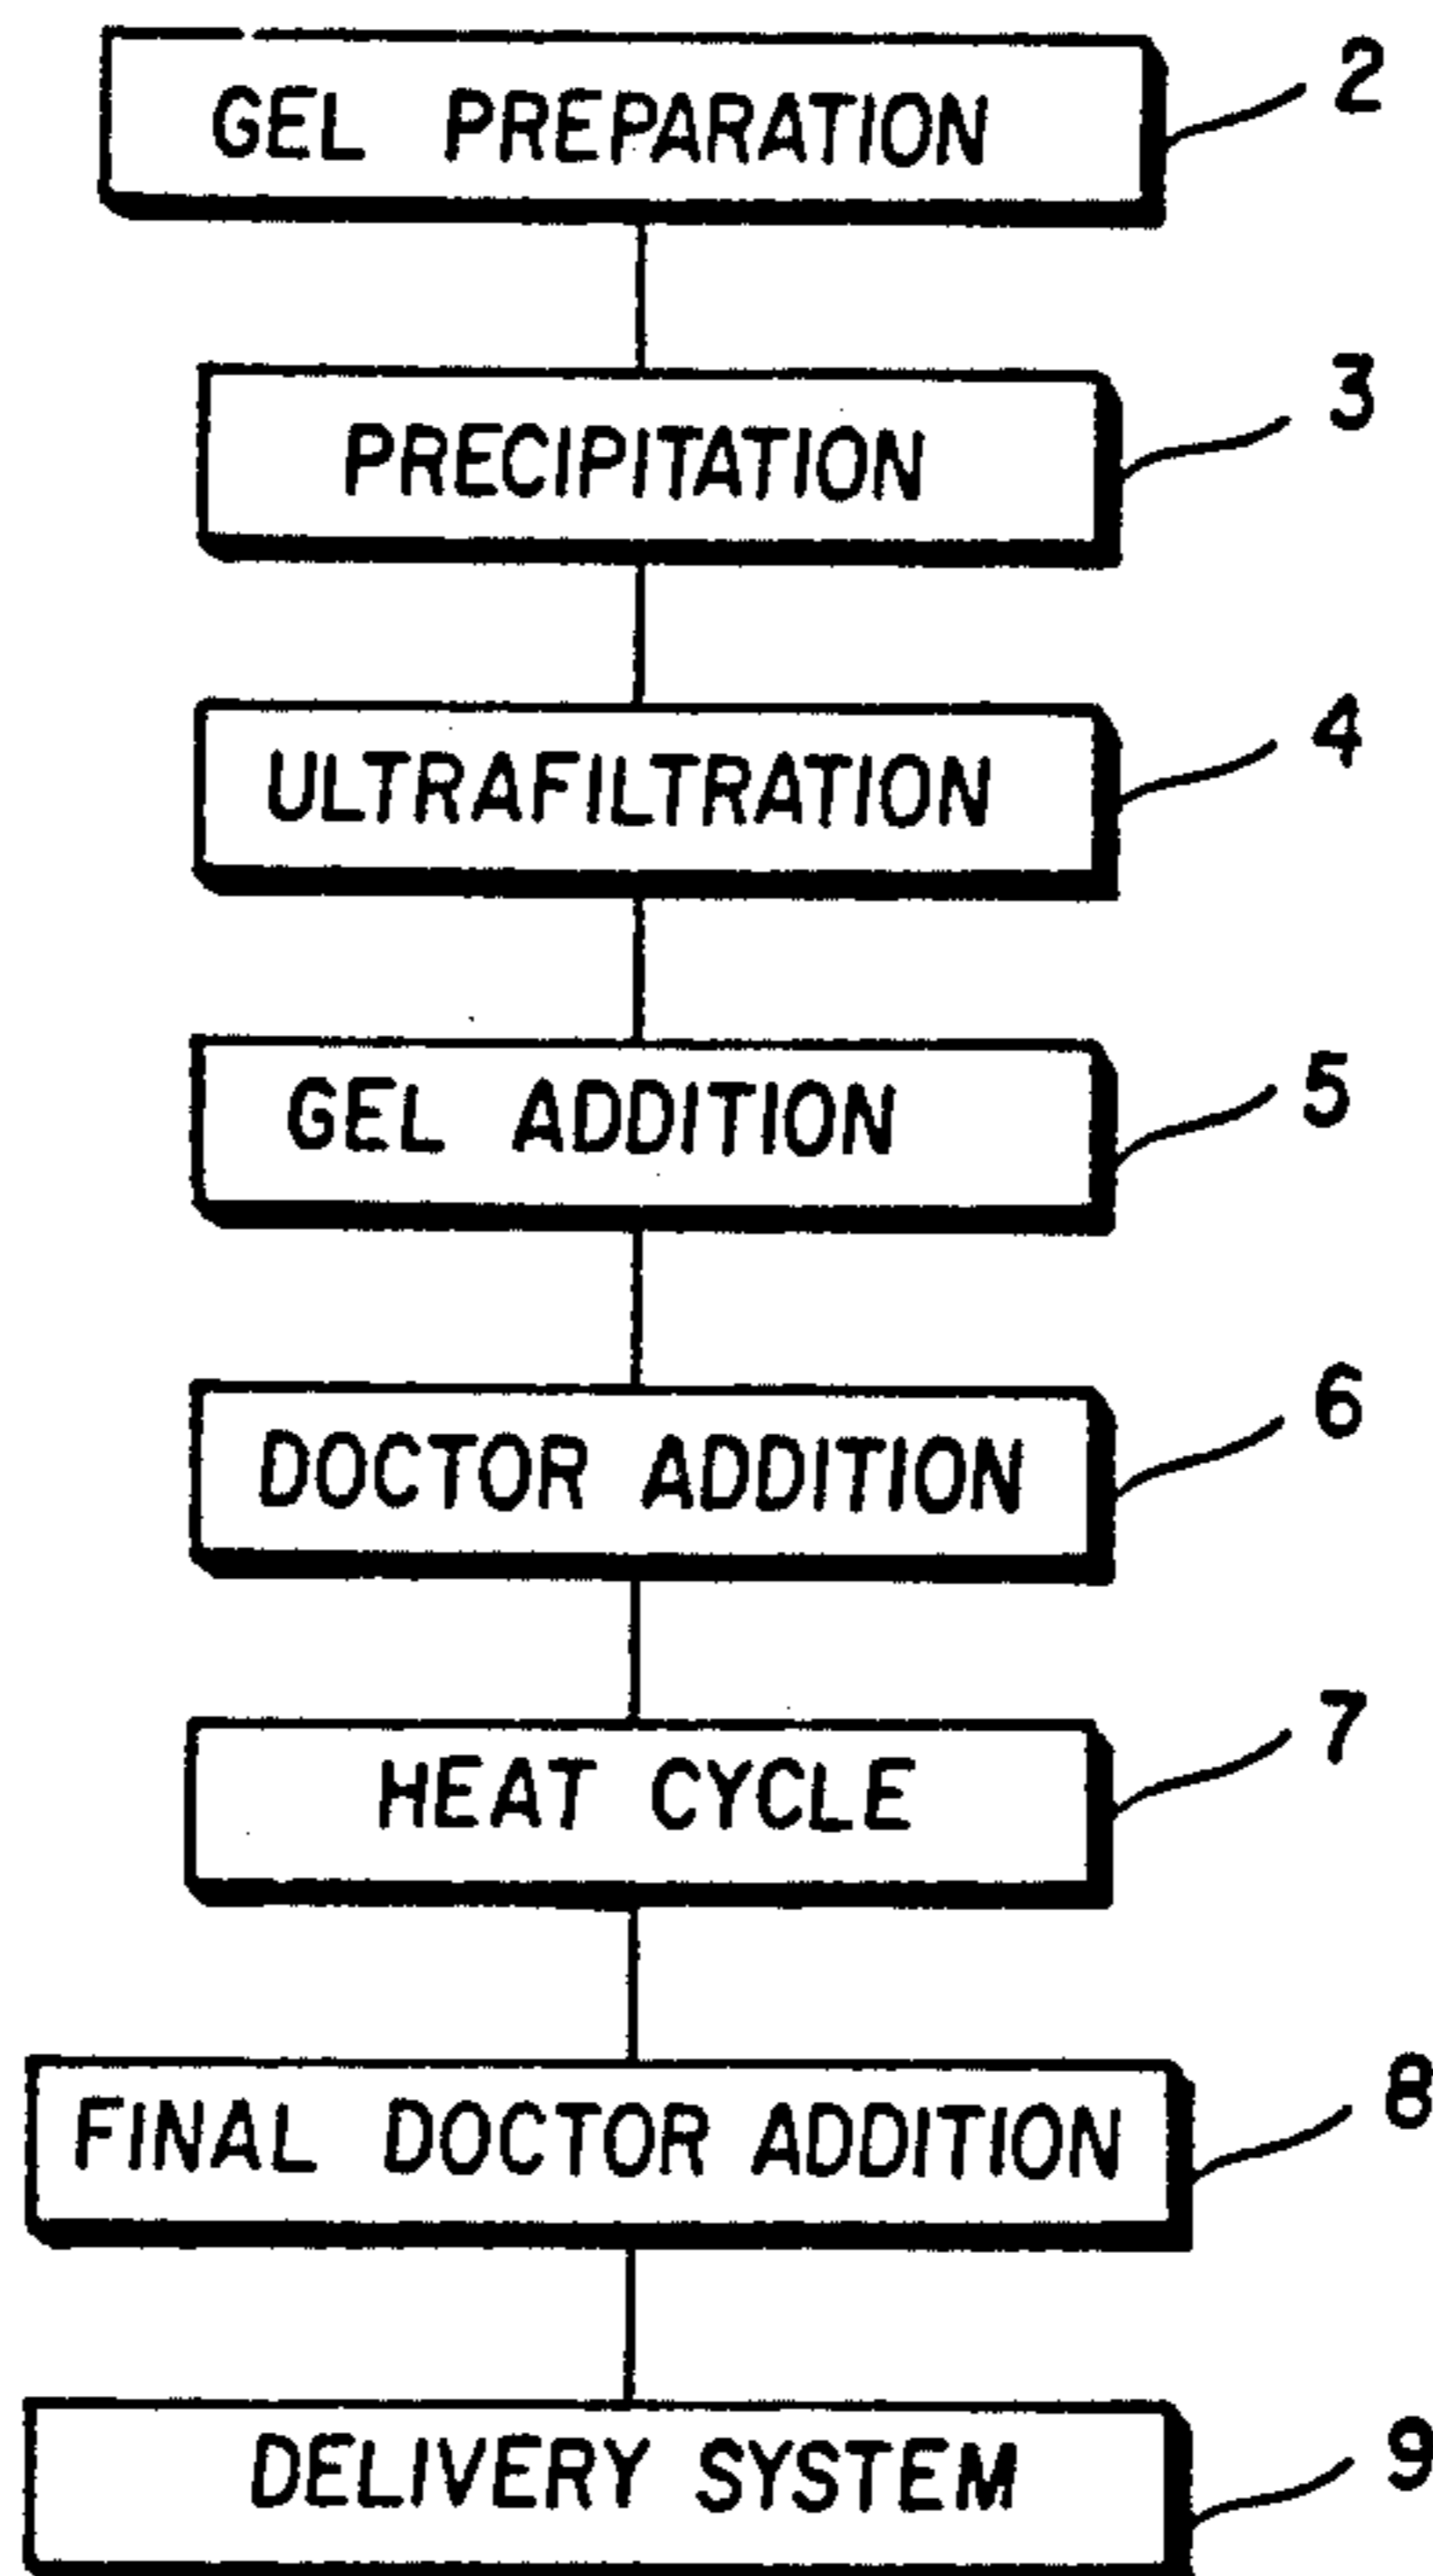 GEL PREPARATION 2
PRECIPITATION 3
ULTRAFILTRATION 4
GEL ADDITION 5
DOCTOR ADDITION 6
HEAT CYCLE 7
FINAL DOCTOR ADDITION 8
DELIVERY SYSTEM 9